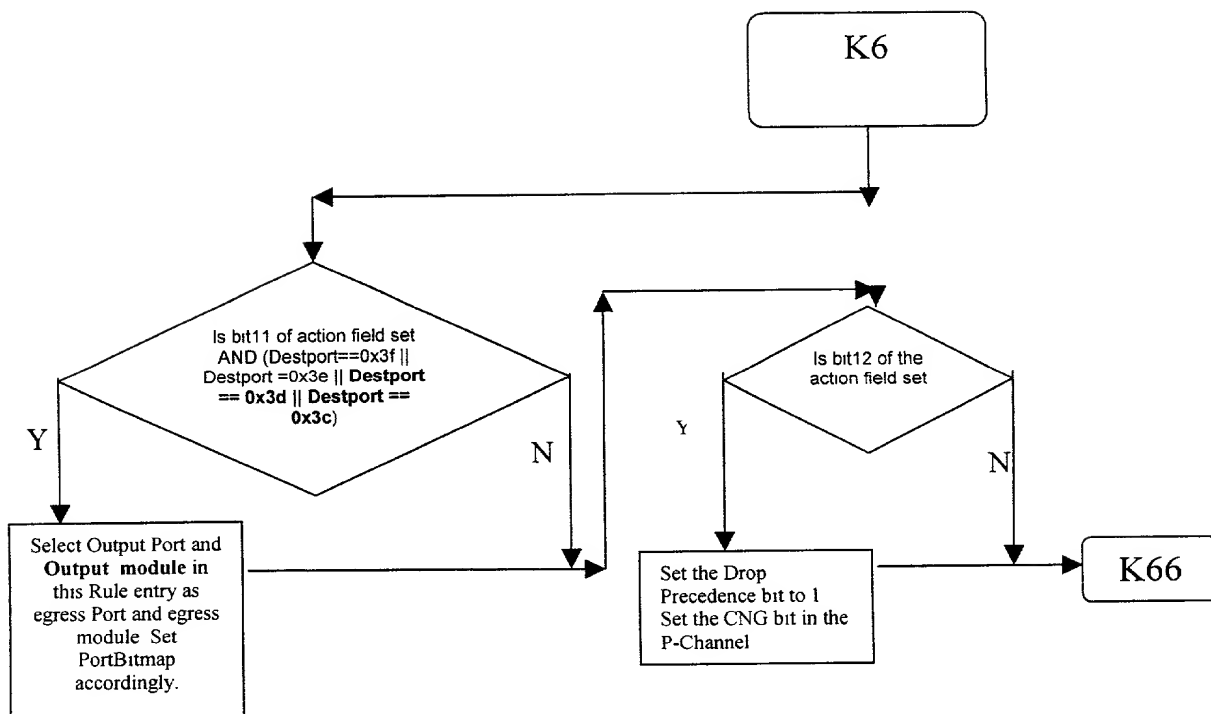 K6
Is bit11 of action field set
AND (Destport==0x3f ||
Destport =0x3e || Destport
== 0x3d || Destport ==
0x3c)
Y
N
Select Output Port and
Output module in
this Rule entry as
egress Port and egress
module Set
PortBitmap
accordingly.
Is bit12 of the
action field set
Y
N
Set the Drop
Precedence bit to 1
Set the CNG bit in the
P-Channel
K66